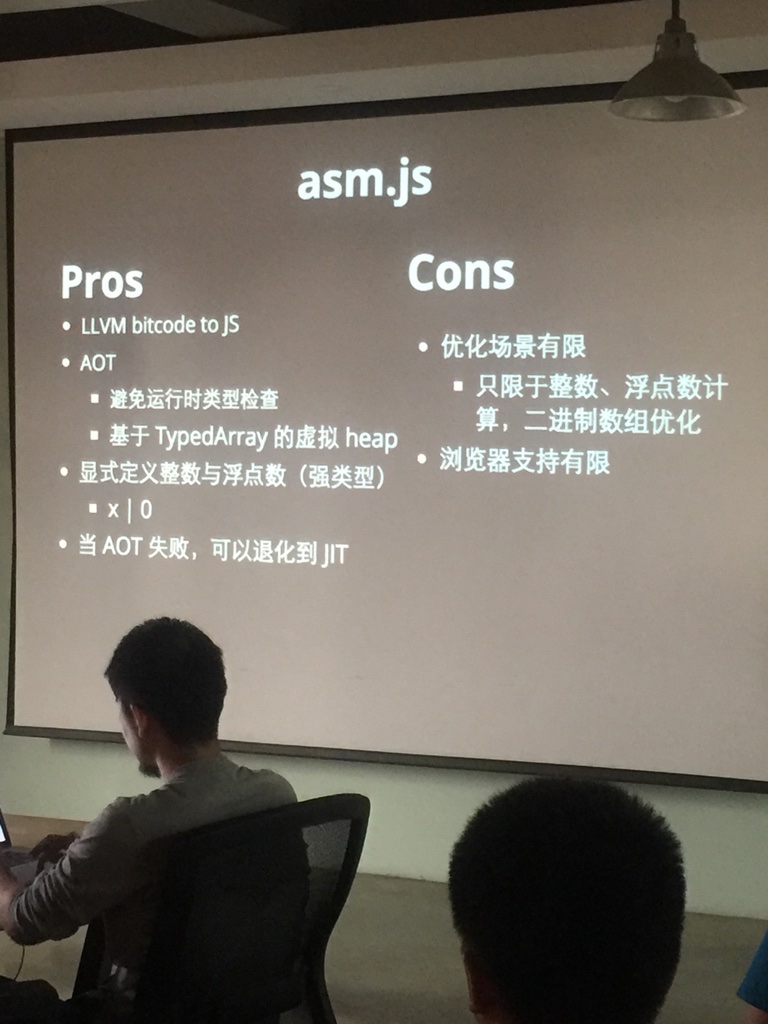 asm.js
Pros
• LLVM bitcode to JS
• AOT
▪ 避免运行时类型检查
▪ 基于 TypedArray 的虚拟 heap
• 显式定义整数与浮点数（强类型）
▪ x | 0
• 当 AOT 失败，可以退化到 JIT
Cons
• 优化场景有限
▪ 只限于整数、浮点数计
算，二进制数组优化
• 浏览器支持有限